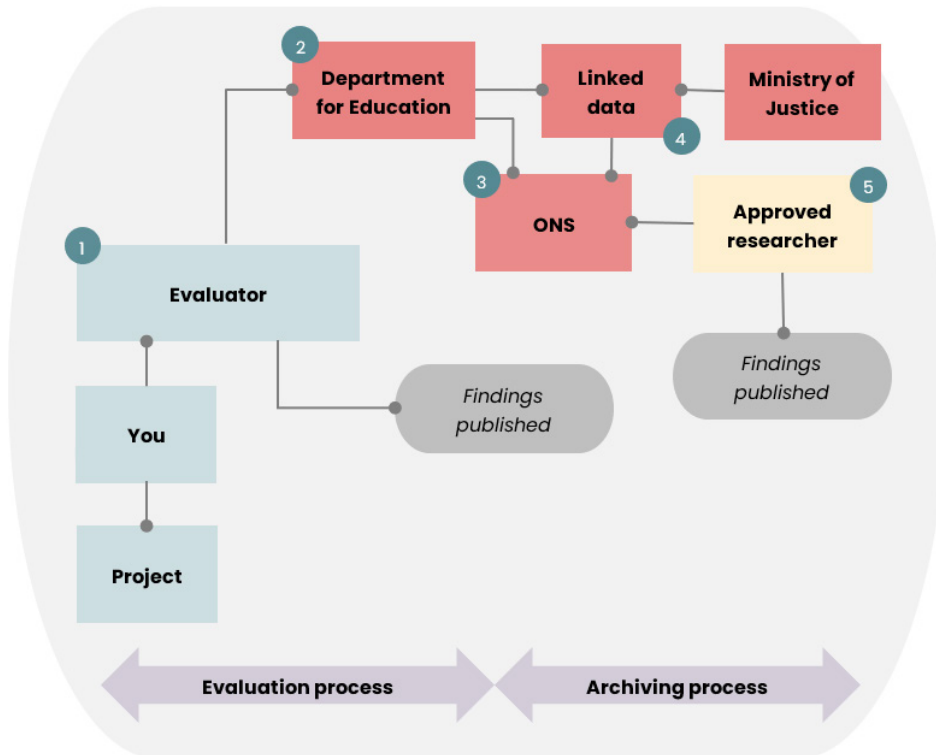 2
Department
for Education
Linked
data
4
Ministry of
Justice
3
ONS
5
Approved
researcher
1
Evaluator
Findings
published
Findings
published
You
Project
Evaluation process
Archiving process